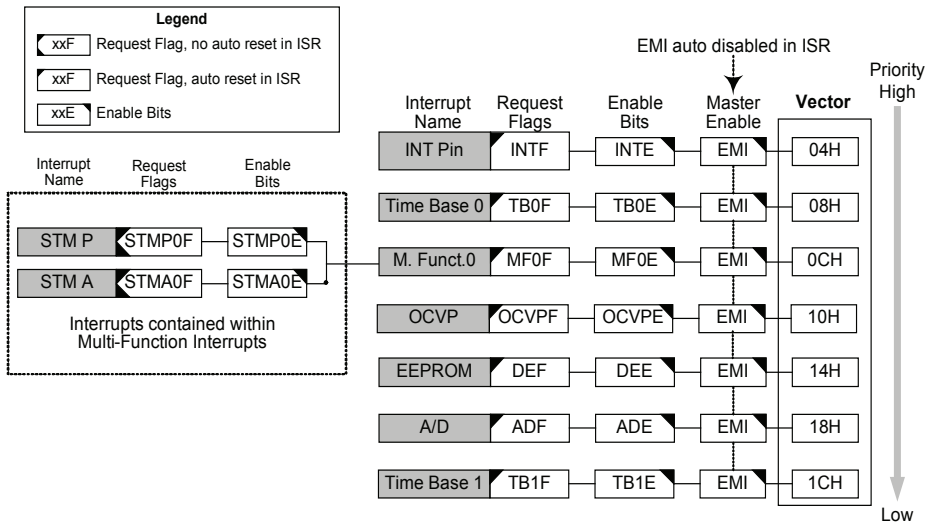 Legend
xxF Request Flag, no auto reset in ISR
xxF Request Flag, auto reset in ISR
xxE Enable Bits
EMI auto disabled in ISR
Priority
High
Interrupt Name Request Flags Enable Bits Master Enable Vector
INT Pin INTF INTE EMI 04H
Interrupt Name Request Flags Enable Bits
Time Base 0 TB0F TB0E EMI 08H
STM P STMP0F STMP0E
M. Funct.0 MF0F MF0E EMI 0CH
STM A STMA0F STMA0E
Interrupts contained within
Multi-Function Interrupts
OCVP OCVPF OCVPE EMI 10H
EEPROM DEF DEE EMI 14H
A/D ADF ADE EMI 18H
Time Base 1 TB1F TB1E EMI 1CH
Low